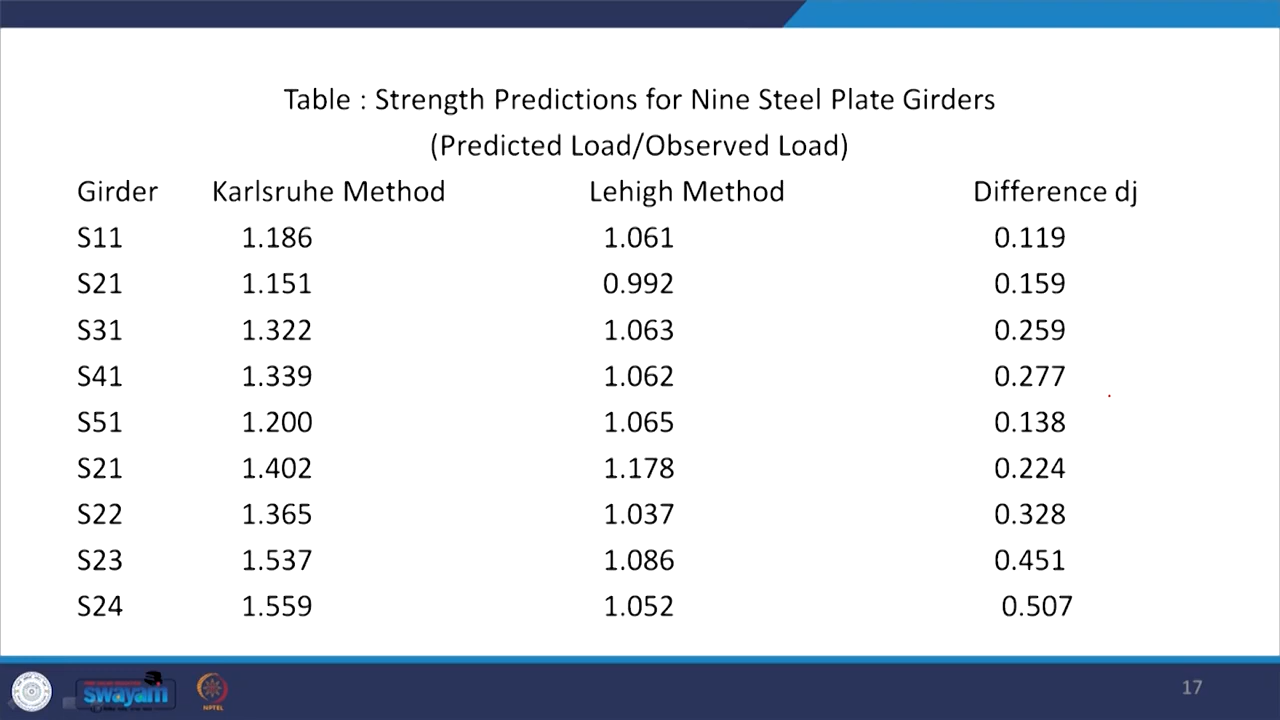 Table : Strength Predictions for Nine Steel Plate Girders
(Predicted Load/Observed Load)
Girder Karlsruhe Method Lehigh Method Difference dj
S11 1.186 1.061 0.119
S21 1.151 0.992 0.159
S31 1.322 1.063 0.259
S41 1.339 1.062 0.277
S51 1.200 1.065 0.138
S21 1.402 1.178 0.224
S22 1.365 1.037 0.328
S23 1.537 1.086 0.451
S24 1.559 1.052 0.507
swayam
NPTEL
17